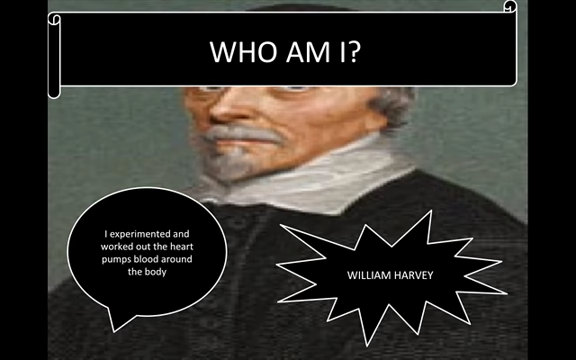 WHO AM I?
I experimented and
worked out the heart
pumps blood around
the body
WILLIAM HARVEY